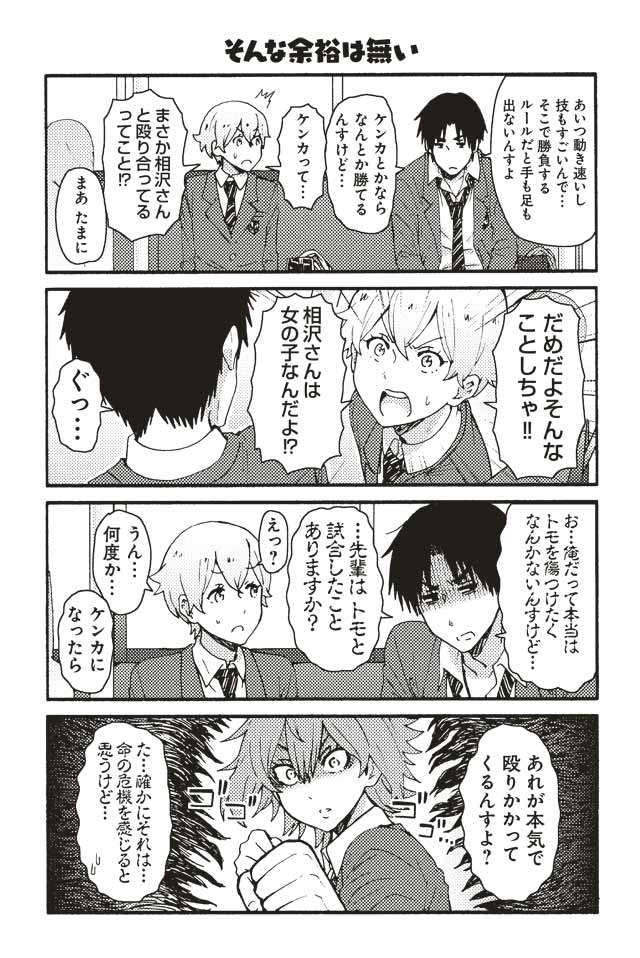 そんな余裕は無い
あいつ動き速いし
技もすごいんで…
そこで勝負する
ルールだと手も足も
出ないんすよ
ケンカとかなら
なんとか勝てる
んすけど…
ケンカって…
まさか相沢さん
と殴り合ってる
ってこと!?
まあ たまに
だめだよそんな
ことしちゃ!!
相沢さんは
女の子なんだよ!?
ぐっ…
お…俺だって本当は
トモを傷つけたく
なんかないんすけど…
…先輩はトモと
試合したこと
ありますか?
えっ?
うん…
何度か…
ケンカに
なったら
あれが本気で
殴りかかって
くるんすよ?
た…確かにそれは…
命の危機を感じると
思うけど…
ゴゴゴ